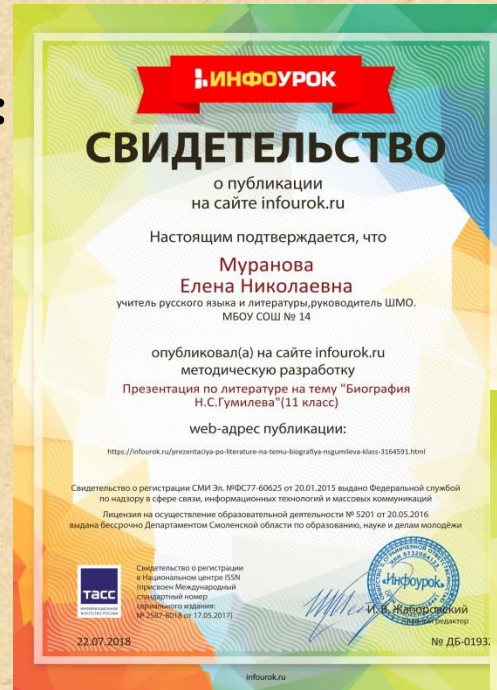 :
ИНФОУРОК
СВИДЕТЕЛЬСТВО
о публикации
на сайте infourok.ru
Настоящим подтверждается, что
Муранова
Елена Николаевна
учитель русского языка и литературы,руководитель ШМО.
МБОУ СОШ № 14
опубликовал(а) на сайте infourok.ru
методическую разработку
Презентация по литературе на тему "Биография
Н.С.Гумилева"(11 класс)
web-адрес публикации:
https://infourok.ru/prezentaciya-po-literature-na-temu-biografiya-nsgumileva-klass-3164591.html
Свидетельство о регистрации СМИ Эл. №ФС77-60625 от 20.01.2015 выдано Федеральной службой
по надзору в сфере связи, информационных технологий и массовых коммуникаций
Лицензия на осуществление образовательной деятельности № 5201 от 20.05.2016
выдана бессрочно Департаментом Смоленской области по образованию, науке и делам молодёжи
Свидетельство о регистрации
в Национальном центре ISSN
(присвоен Международный
стандартный номер
сериального издания:
№ 2587-8018 от 17.05.2017)
ТАСС
ИНФОРМАЦИОННОЕ
АГЕНТСТВО РОССИИ
«Инфоурок»
И. В. Жаборовский
редактор
22.07.2018
№ ДБ-01932
infourok.ru